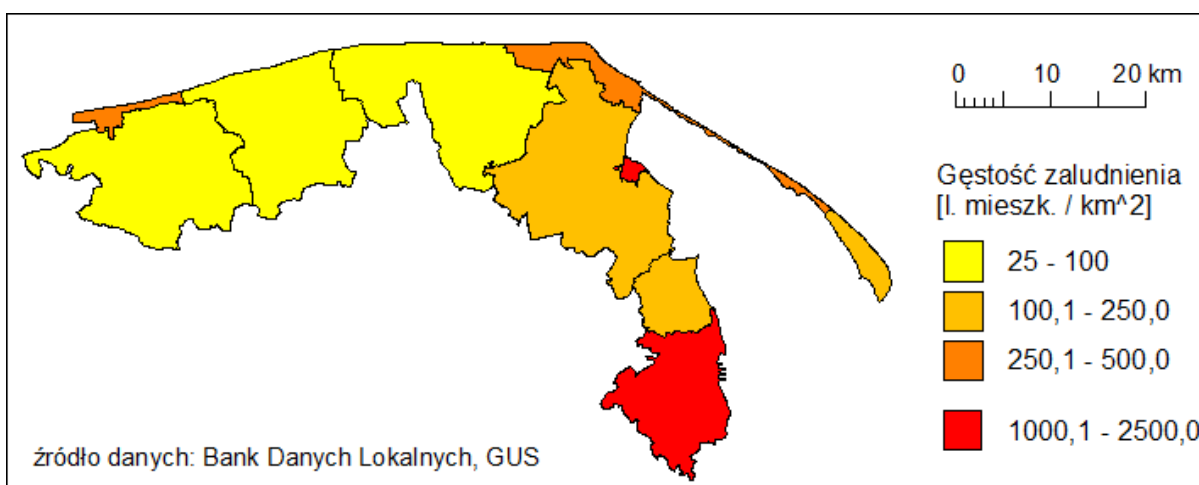 0 10 20 km
Gęstość zaludnienia
[l. mieszk. / km^2]
25 - 100
100,1 - 250,0
250,1 - 500,0
1000,1 - 2500,0
źródło danych: Bank Danych Lokalnych, GUS